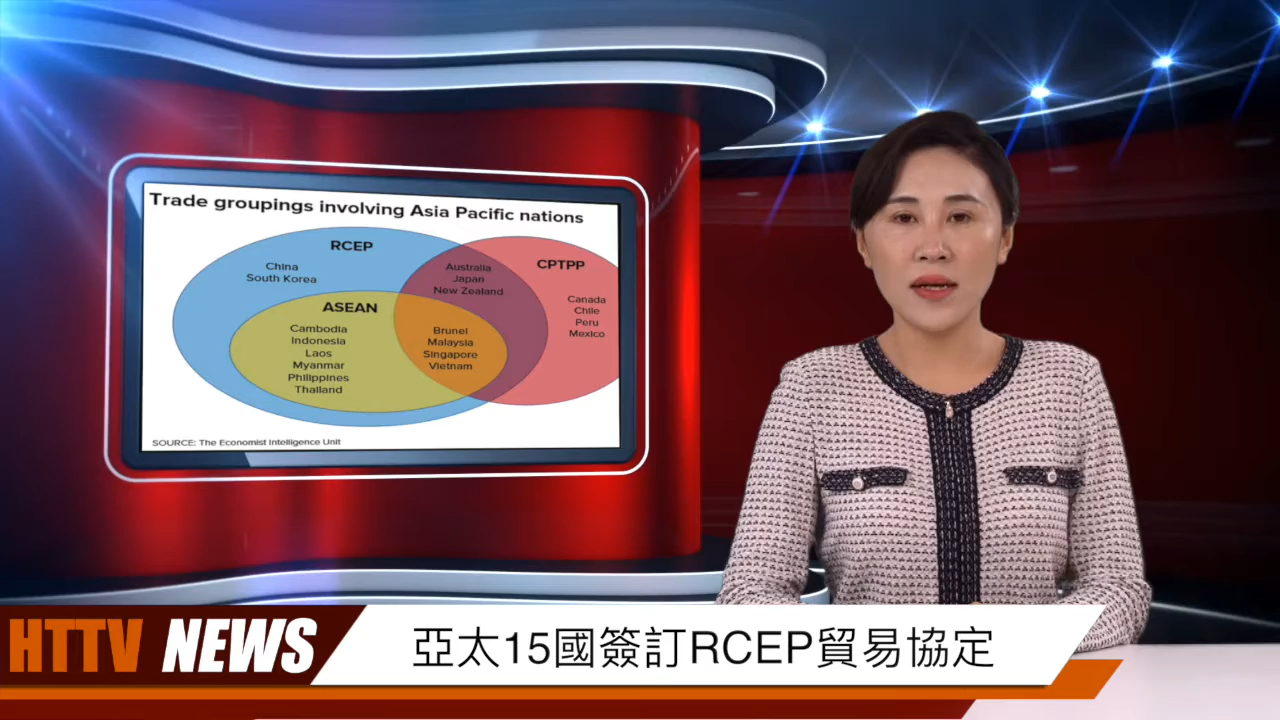 Trade groupings involving Asia Pacific nations
RCEP
China
South Korea
Australia
Japan
New Zealand
CPTPP
Canada
Chile
Peru
Mexico
ASEAN
Cambodia
Indonesia
Laos
Myanmar
Philippines
Thailand
Brunei
Malaysia
Singapore
Vietnam
SOURCE: The Economist Intelligence Unit
HTTV NEWS
亞太15國簽訂RCEP貿易協定